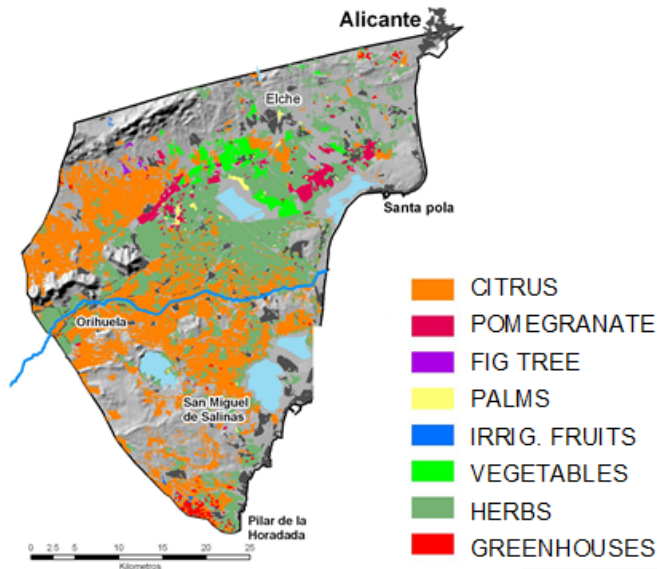 Alicante
Elche
Santa pola
Orihuela
San Miguel
de Salinas
Pilar de la
Horadada
CITRUS
POMEGRANATE
FIG TREE
PALMS
IRRIG. FRUITS
VEGETABLES
HERBS
GREENHOUSES
0 2.5 5 10 15 20 25
Kilometros